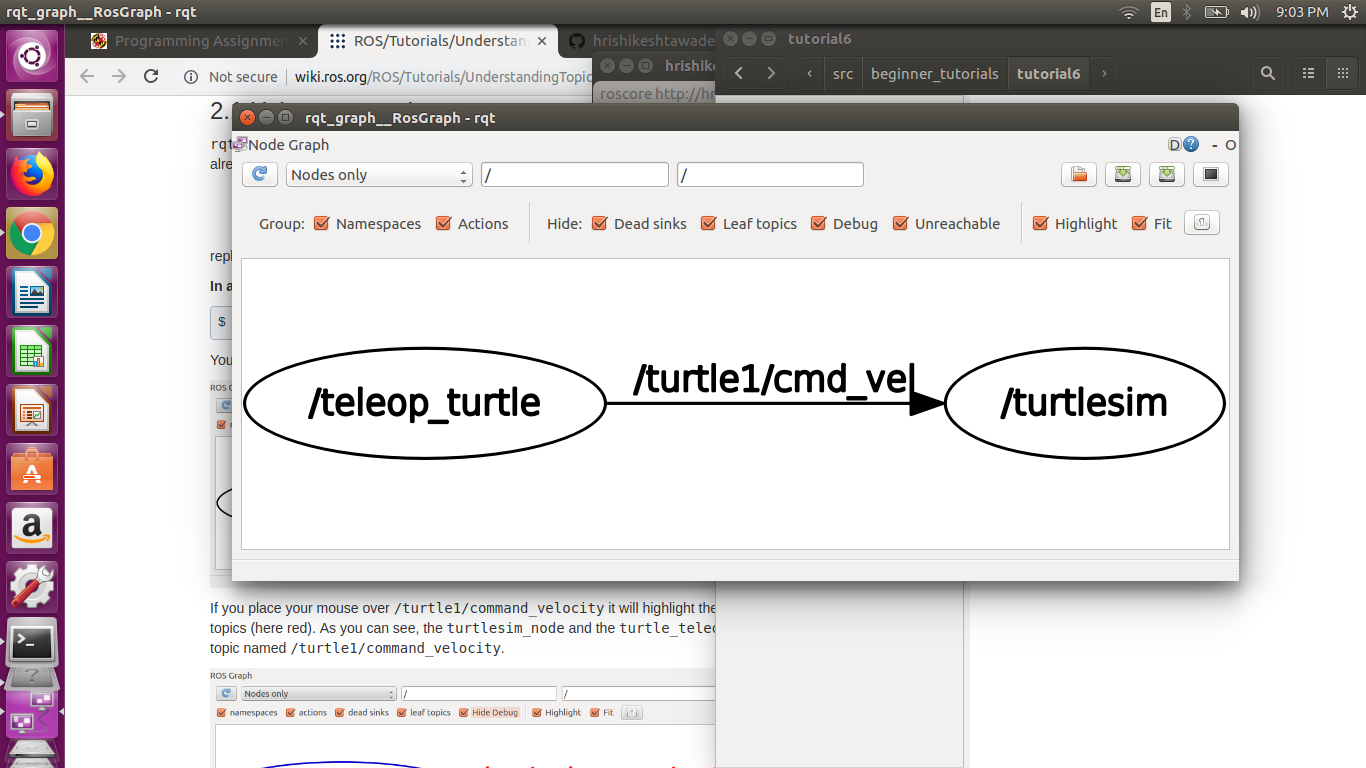 rqt_graph__RosGraph - rqt
En
9:03 PM
Programming Assignmen
ROS/Tutorials/Understan
hrishikeshtawade
tutorial6
Not secure
wiki.ros.org/ROS/Tutorials/UnderstandingTopic
hrishike
src
beginner_tutorials
tutorial6
roscore http://hr
2.
rqt_graph__RosGraph - rqt
rqt
Node Graph
D
- O
alre
Nodes only
/
/
Group:
Namespaces
Actions
Hide:
Dead sinks
Leaf topics
Debug
Unreachable
Highlight
Fit
repl
In a
$
You
/teleop_turtle
/turtle1/cmd_vel
/turtlesim
ROS G
If you place your mouse over /turtle1/command_velocity it will highlight the
topics (here red). As you can see, the turtlesim_node and the turtle_tele
topic named /turtle1/command_velocity.
ROS Graph
Nodes only
/
/
namespaces
actions
dead sinks
leaf topics
Hide Debug
Highlight
Fit